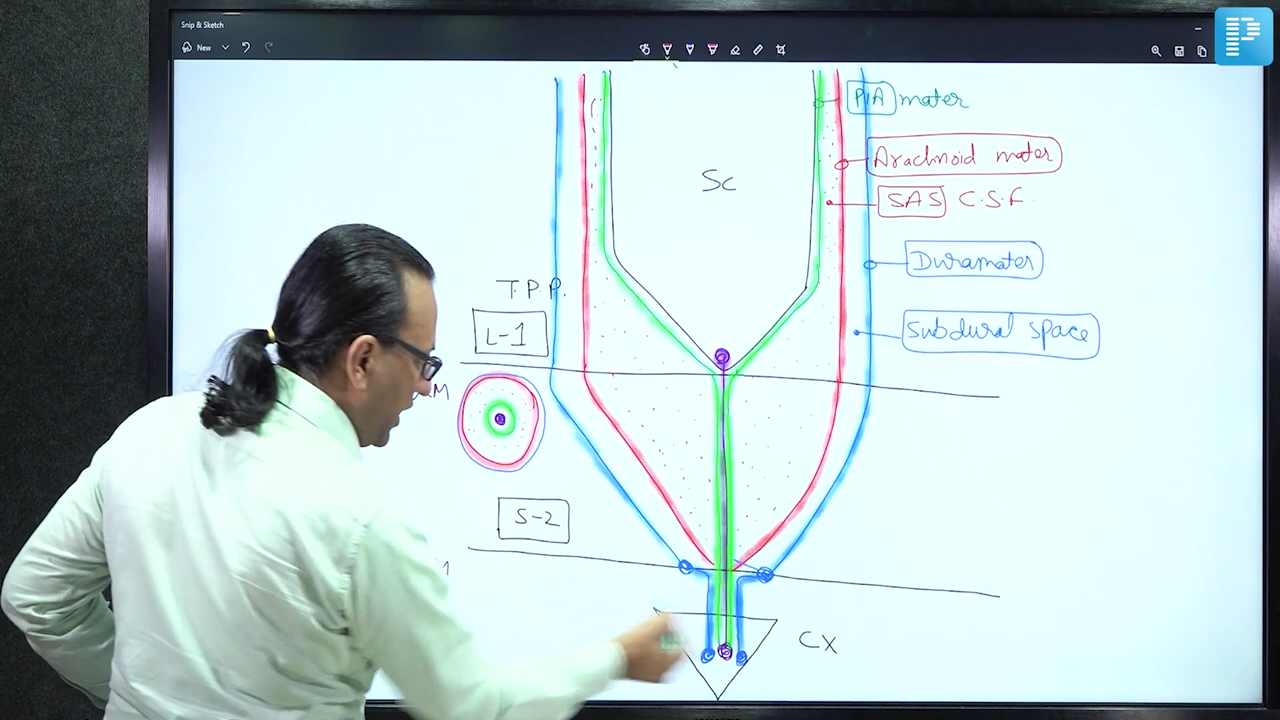 Snip & Sketch
New
PIA mater
Arachnoid mater
SAS C.S.F
Duramater
Subdural space
SC
T.P.P.
L-1
S-2
CX
P